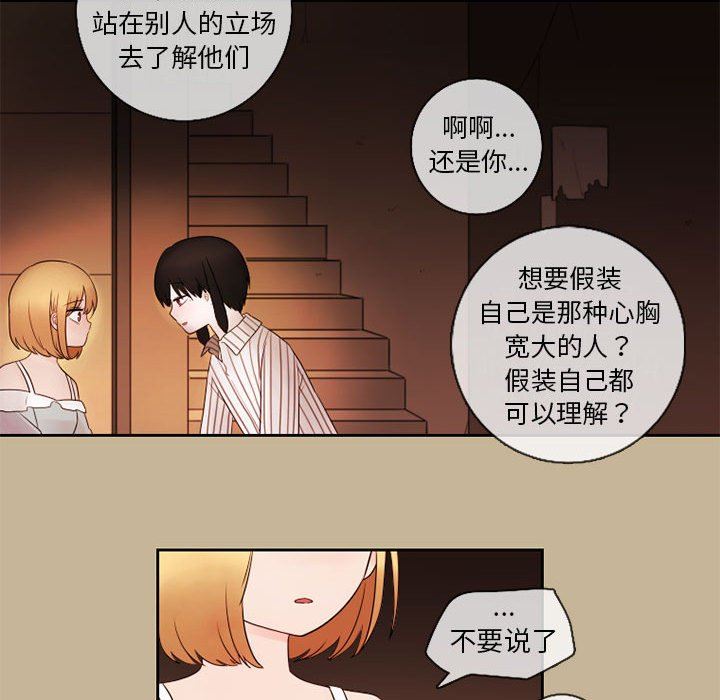 站在别人的立场
去了解他们
啊啊...
还是你...
想要假装
自己是那种心胸
宽大的人？
假装自己都
可以理解？
...
不要说了